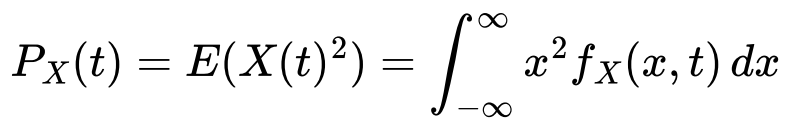 $P_X(t) = E(X(t)^2) = \int_{-\infty}^{\infty} x^2 f_X(x,t)\,dx$